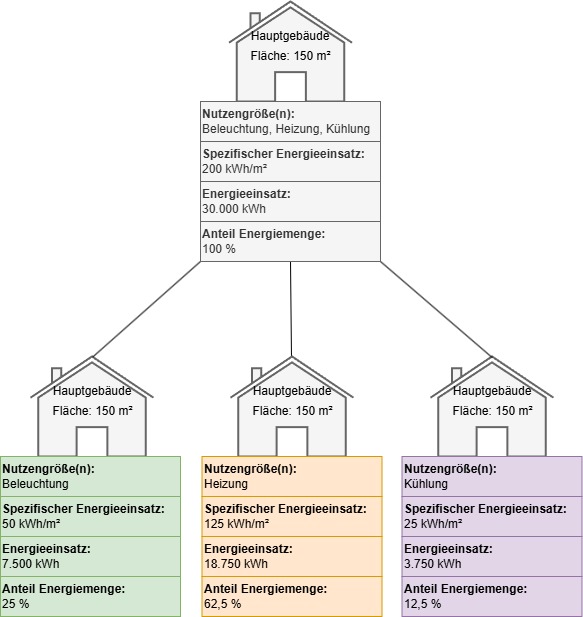 Hauptgebäude
Fläche: 150 m²
Nutzengröße(n):
Beleuchtung, Heizung, Kühlung
Spezifischer Energieeinsatz:
200 kWh/m²
Energieeinsatz:
30.000 kWh
Anteil Energiemenge:
100 %
Hauptgebäude
Fläche: 150 m²
Nutzengröße(n):
Beleuchtung
Spezifischer Energieeinsatz:
50 kWh/m²
Energieeinsatz:
7.500 kWh
Anteil Energiemenge:
25 %
Hauptgebäude
Fläche: 150 m²
Nutzengröße(n):
Heizung
Spezifischer Energieeinsatz:
125 kWh/m²
Energieeinsatz:
18.750 kWh
Anteil Energiemenge:
62,5 %
Hauptgebäude
Fläche: 150 m²
Nutzengröße(n):
Kühlung
Spezifischer Energieeinsatz:
25 kWh/m²
Energieeinsatz:
3.750 kWh
Anteil Energiemenge:
12,5 %